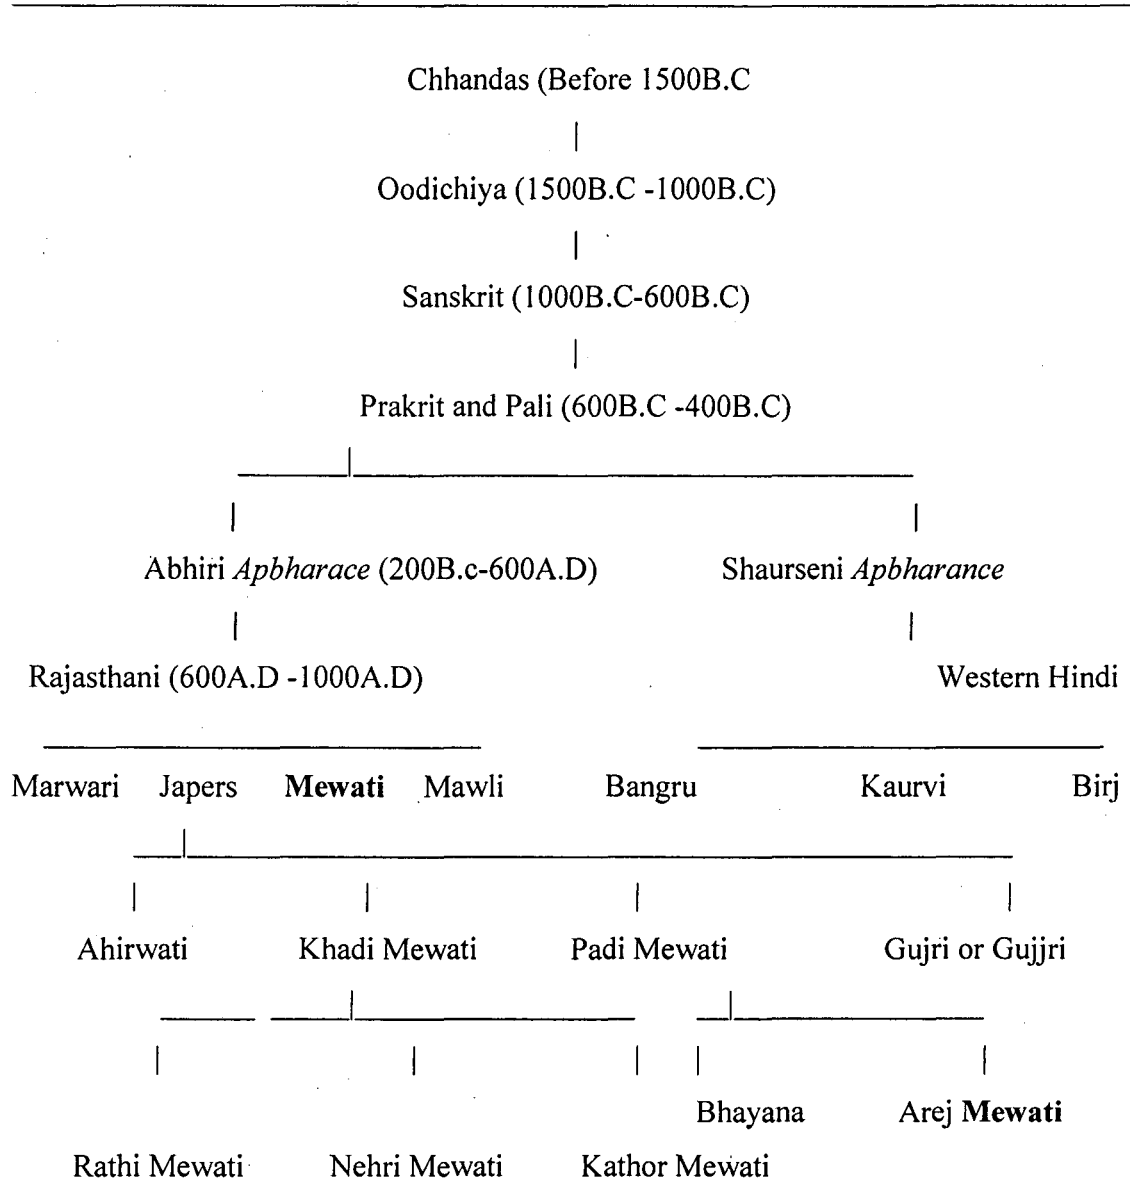 Chhandas (Before 1500B.C
Oodichiya (1500B.C -1000B.C)
Sanskrit (1000B.C-600B.C)
Prakrit and Pali (600B.C -400B.C)
Abhiri Apbharace (200B.c-600A.D) Shaurseni Apbharance
Rajasthani (600A.D -1000A.D) Western Hindi
Marwari Japers Mewati Mawli Bangru Kaurvi Birj
Ahirwati Khadi Mewati Padi Mewati Gujri or Gujjri
Bhayana Arej Mewati
Rathi Mewati Nehri Mewati Kathor Mewati